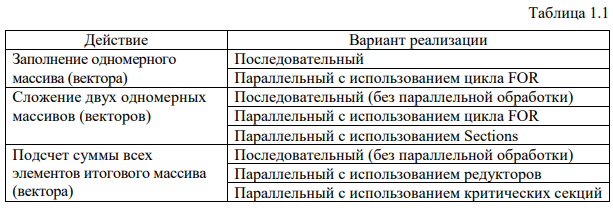 Таблица 1.1
Действие Вариант реализации
Заполнение одномерного массива (вектора)
Последовательный
Параллельный с использованием цикла FOR
Сложение двух одномерных массивов (векторов)
Последовательный (без параллельной обработки)
Параллельный с использованием цикла FOR
Параллельный с использованием Sections
Подсчет суммы всех элементов итогового массива (вектора)
Последовательный (без параллельной обработки)
Параллельный с использованием редукторов
Параллельный с использованием критических секций